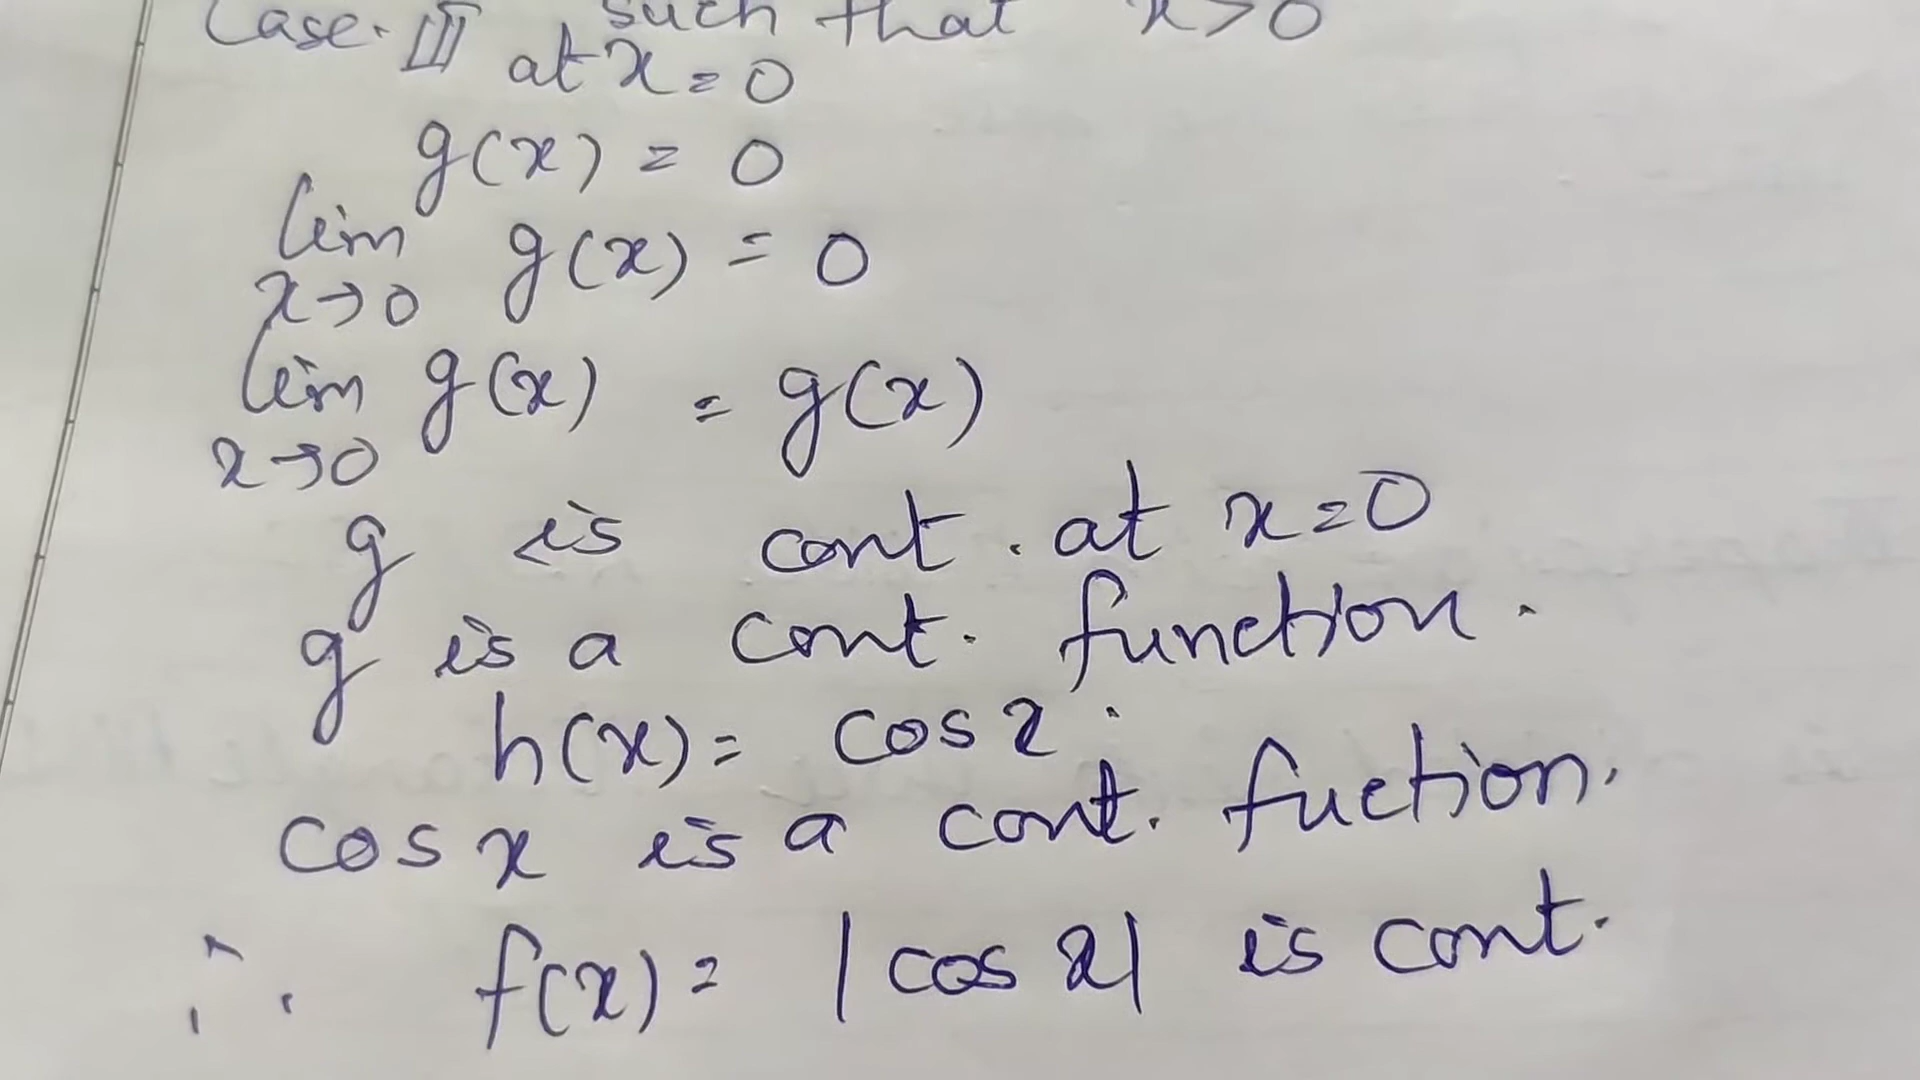 such that x>0
Case. III at x=0
g(x) = 0
lim x→0 g(x) = 0
lim x→0 g(x) = g(x)
g is cont. at x=0
g is a cont. function.
h(x)= cos x.
cos x is a cont. fuction.
∴ f(x)= |cos x| is cont.